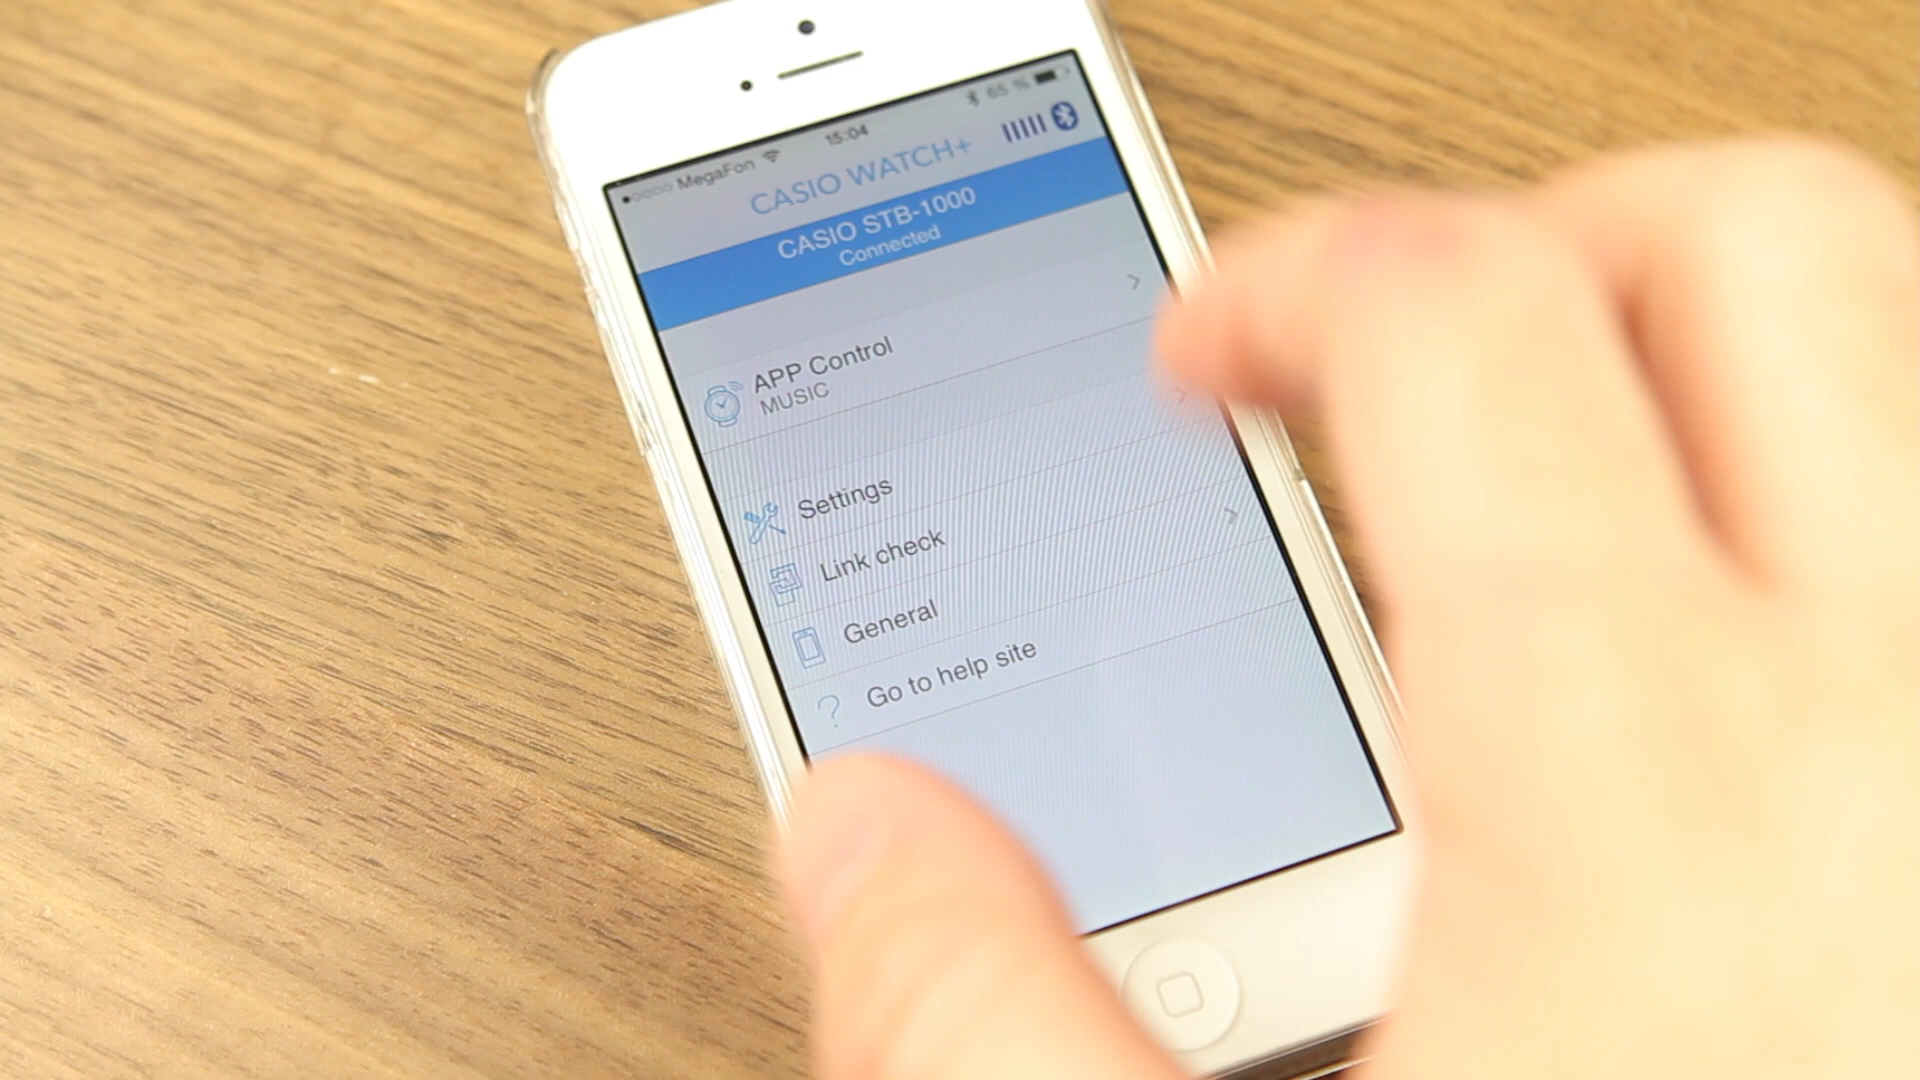 MegaFon 15:04 65 %
CASIO WATCH+
CASIO STB-1000
Connected
APP Control
MUSIC
Settings
Link check
General
Go to help site